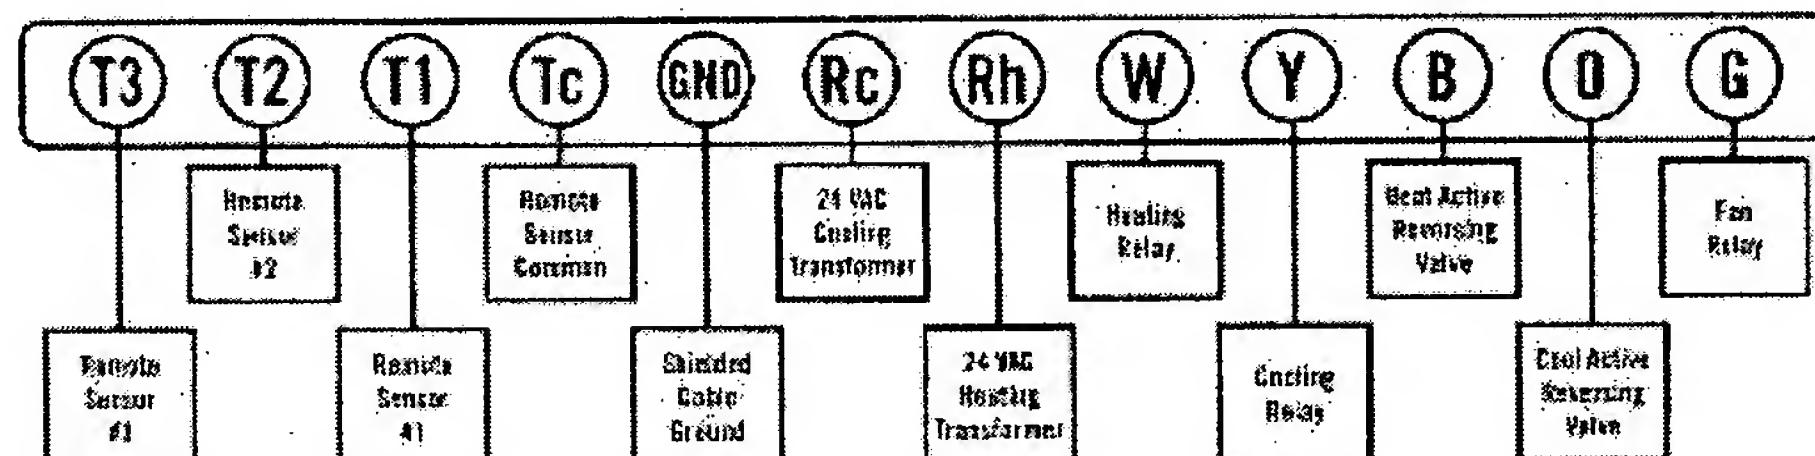 T3 T2 T1 Tc GND Rc Rh W Y B O G
Remote
Sensor
#2
Remote
Sensor
Common
24 VAC
Cooling
Transformer
Heating
Relay
Heat Active
Reversing
Valve
Fan
Relay
Remote
Sensor
#3
Remote
Sensor
#1
Shielded
Cable
Ground
24 VAC
Heating
Transformer
Cooling
Relay
Cool Active
Reversing
Valve